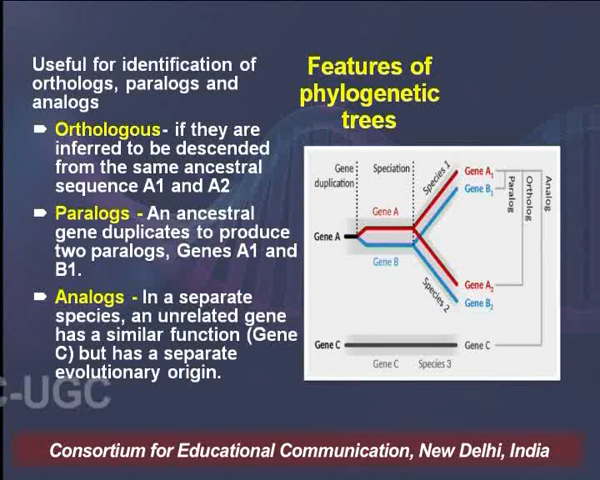 Useful for identification of
orthologs, paralogs and
analogs
Orthologous- if they are
inferred to be descended
from the same ancestral
sequence A1 and A2
Paralogs - An ancestral
gene duplicates to produce
two paralogs, Genes A1 and
B1.
Analogs - In a separate
species, an unrelated gene
has a similar function (Gene
C) but has a separate
evolutionary origin.
Features of
phylogenetic
trees
Gene
duplication
Speciation
Species 1
Gene A1
Gene B1
Paralog
Ortholog
Analog
Gene A
Gene A
Gene B
Species 2
Gene A2
Gene B2
Gene C
Gene C
Gene C
Species 3
C-UGC
Consortium for Educational Communication, New Delhi, India